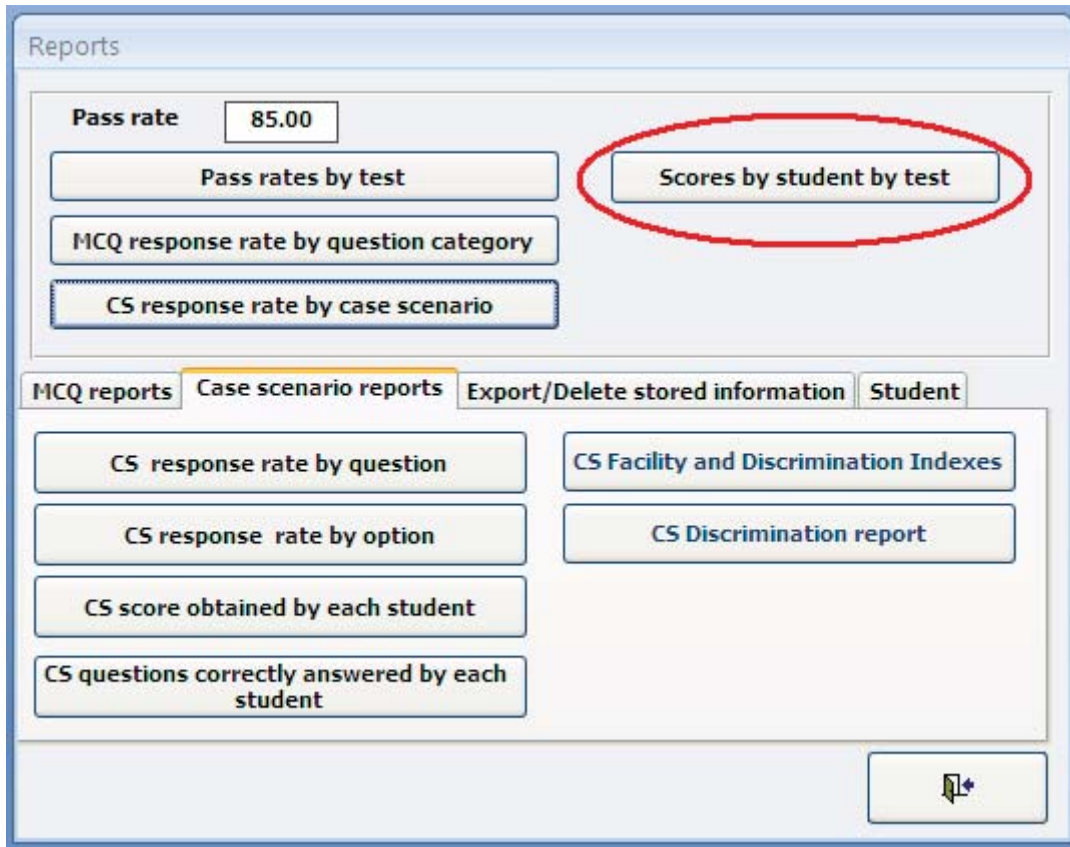 Reports
Pass rate 85.00
Pass rates by test
Scores by student by test
MCQ response rate by question category
CS response rate by case scenario
MCQ reports Case scenario reports Export/Delete stored information Student
CS response rate by question
CS Facility and Discrimination Indexes
CS response rate by option
CS Discrimination report
CS score obtained by each student
CS questions correctly answered by each
student